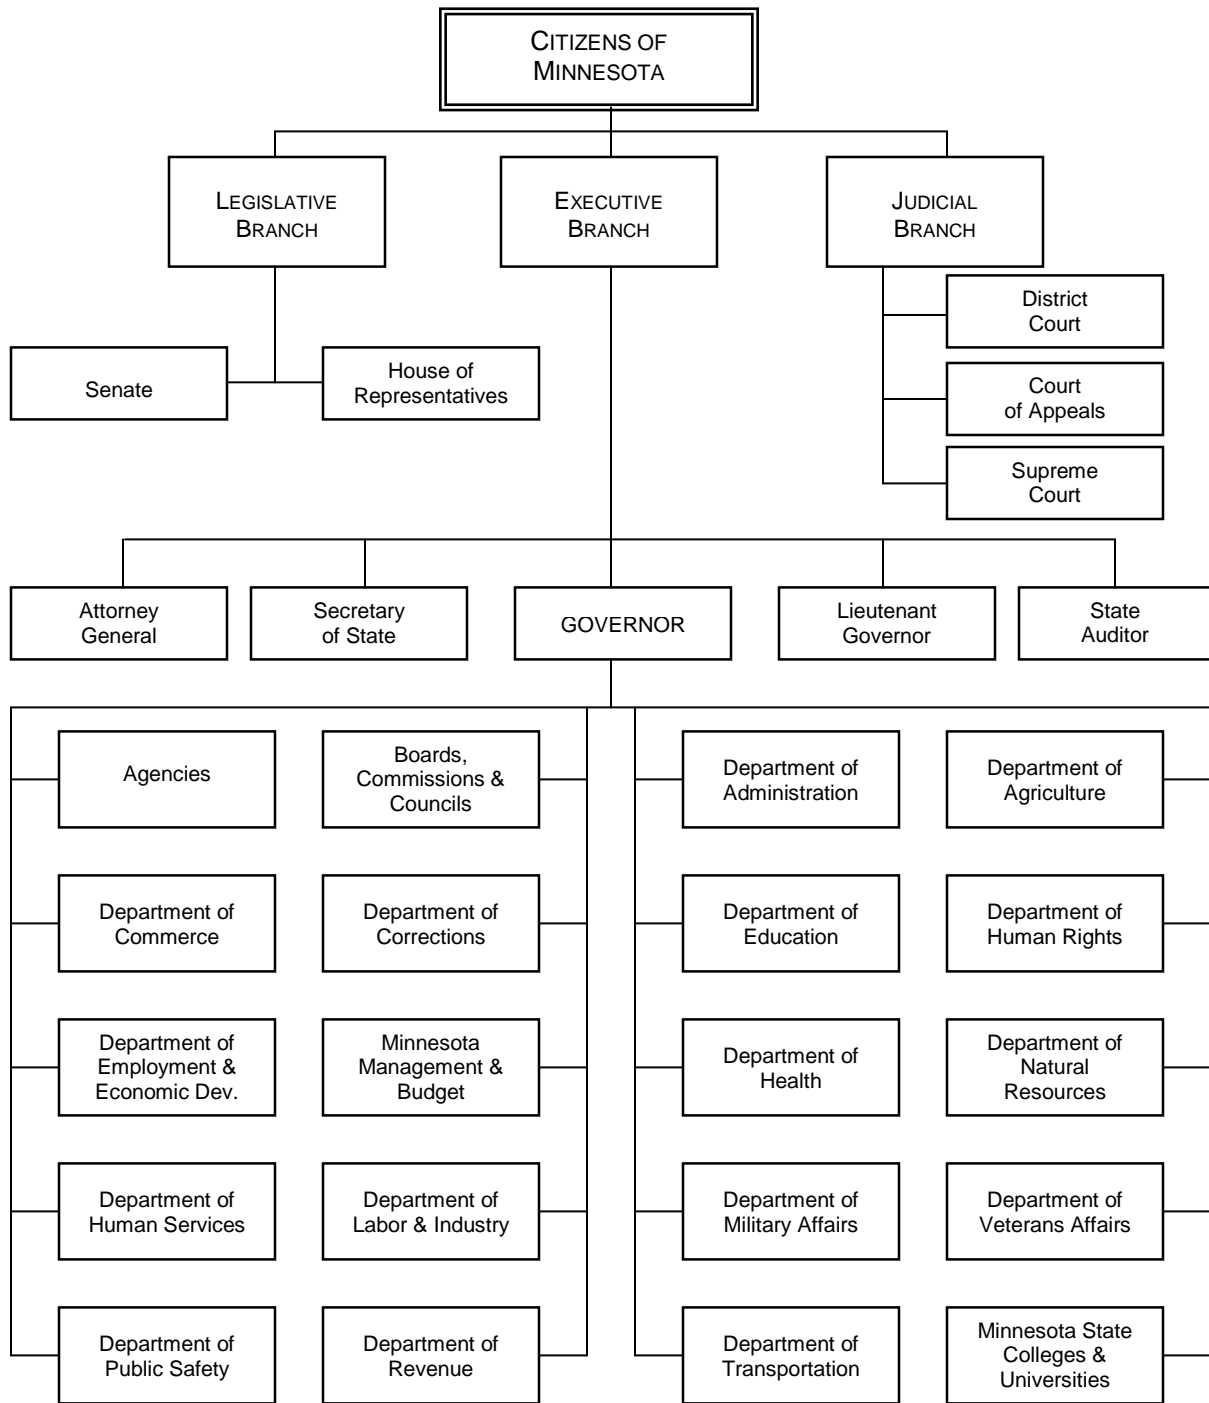 CITIZENS OF
MINNESOTA
LEGISLATIVE
BRANCH
EXECUTIVE
BRANCH
JUDICIAL
BRANCH
District
Court
Senate
House of
Representatives
Court
of Appeals
Supreme
Court
Attorney
General
Secretary
of State
GOVERNOR
Lieutenant
Governor
State
Auditor
Agencies
Boards,
Commissions &
Councils
Department of
Administration
Department of
Agriculture
Department of
Commerce
Department of
Corrections
Department of
Education
Department of
Human Rights
Department of
Employment &
Economic Dev.
Minnesota
Management &
Budget
Department of
Health
Department of
Natural
Resources
Department of
Human Services
Department of
Labor & Industry
Department of
Military Affairs
Department of
Veterans Affairs
Department of
Public Safety
Department of
Revenue
Department of
Transportation
Minnesota State
Colleges &
Universities